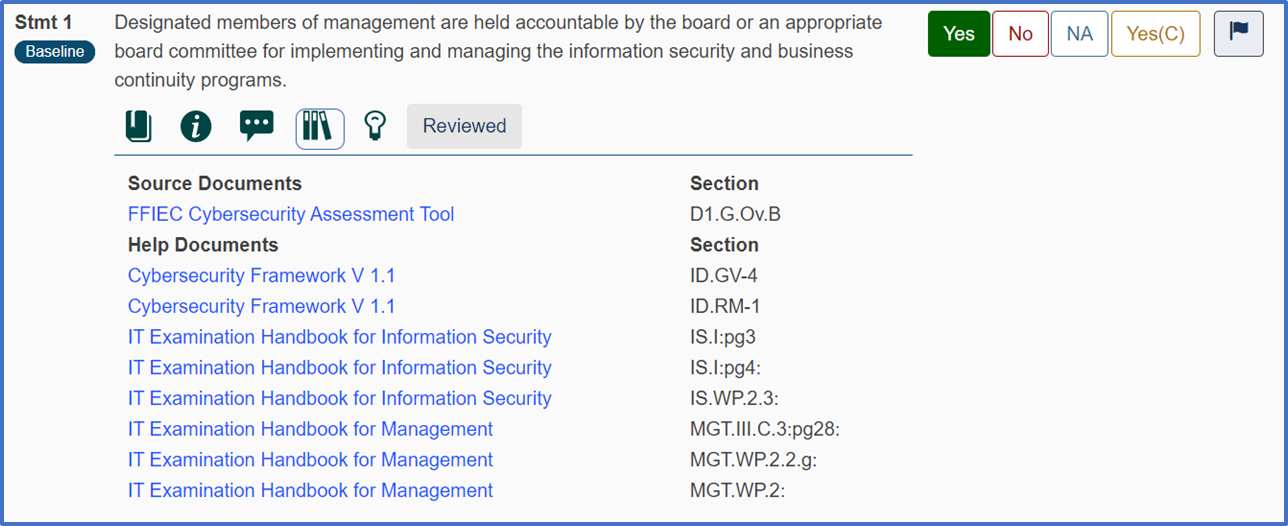 Stmt 1
Baseline
Designated members of management are held accountable by the board or an appropriate
board committee for implementing and managing the information security and business
continuity programs.
Yes No NA Yes(C)
Reviewed
Source Documents Section
FFIEC Cybersecurity Assessment Tool D1.G.Ov.B
Help Documents Section
Cybersecurity Framework V 1.1 ID.GV-4
Cybersecurity Framework V 1.1 ID.RM-1
IT Examination Handbook for Information Security IS.I:pg3
IT Examination Handbook for Information Security IS.I:pg4:
IT Examination Handbook for Information Security IS.WP.2.3:
IT Examination Handbook for Management MGT.III.C.3:pg28:
IT Examination Handbook for Management MGT.WP.2.2.g:
IT Examination Handbook for Management MGT.WP.2: